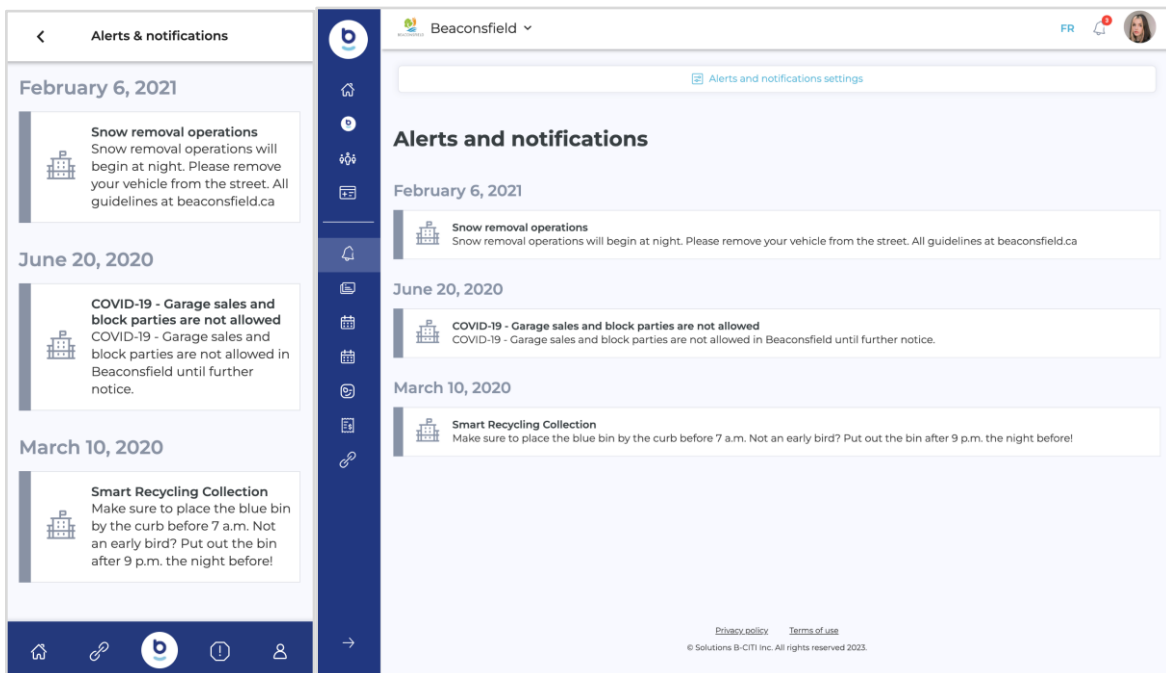 Alerts & notifications
February 6, 2021
Snow removal operations
Snow removal operations will
begin at night. Please remove
your vehicle from the street. All
guidelines at beaconsfield.ca
June 20, 2020
COVID-19 - Garage sales and
block parties are not allowed
COVID-19 - Garage sales and
block parties are not allowed in
Beaconsfield until further
notice.
March 10, 2020
Smart Recycling Collection
Make sure to place the blue bin
by the curb before 7 a.m. Not
an early bird? Put out the bin
after 9 p.m. the night before!
b
b
BEACONSFIELD
Beaconsfield
FR
3
Alerts and notifications settings
Alerts and notifications
February 6, 2021
Snow removal operations
Snow removal operations will begin at night. Please remove your vehicle from the street. All guidelines at beaconsfield.ca
June 20, 2020
COVID-19 - Garage sales and block parties are not allowed
COVID-19 - Garage sales and block parties are not allowed in Beaconsfield until further notice.
March 10, 2020
Smart Recycling Collection
Make sure to place the blue bin by the curb before 7 a.m. Not an early bird? Put out the bin after 9 p.m. the night before!
Privacy policy Terms of use
© Solutions B-CITI Inc. All rights reserved 2023.